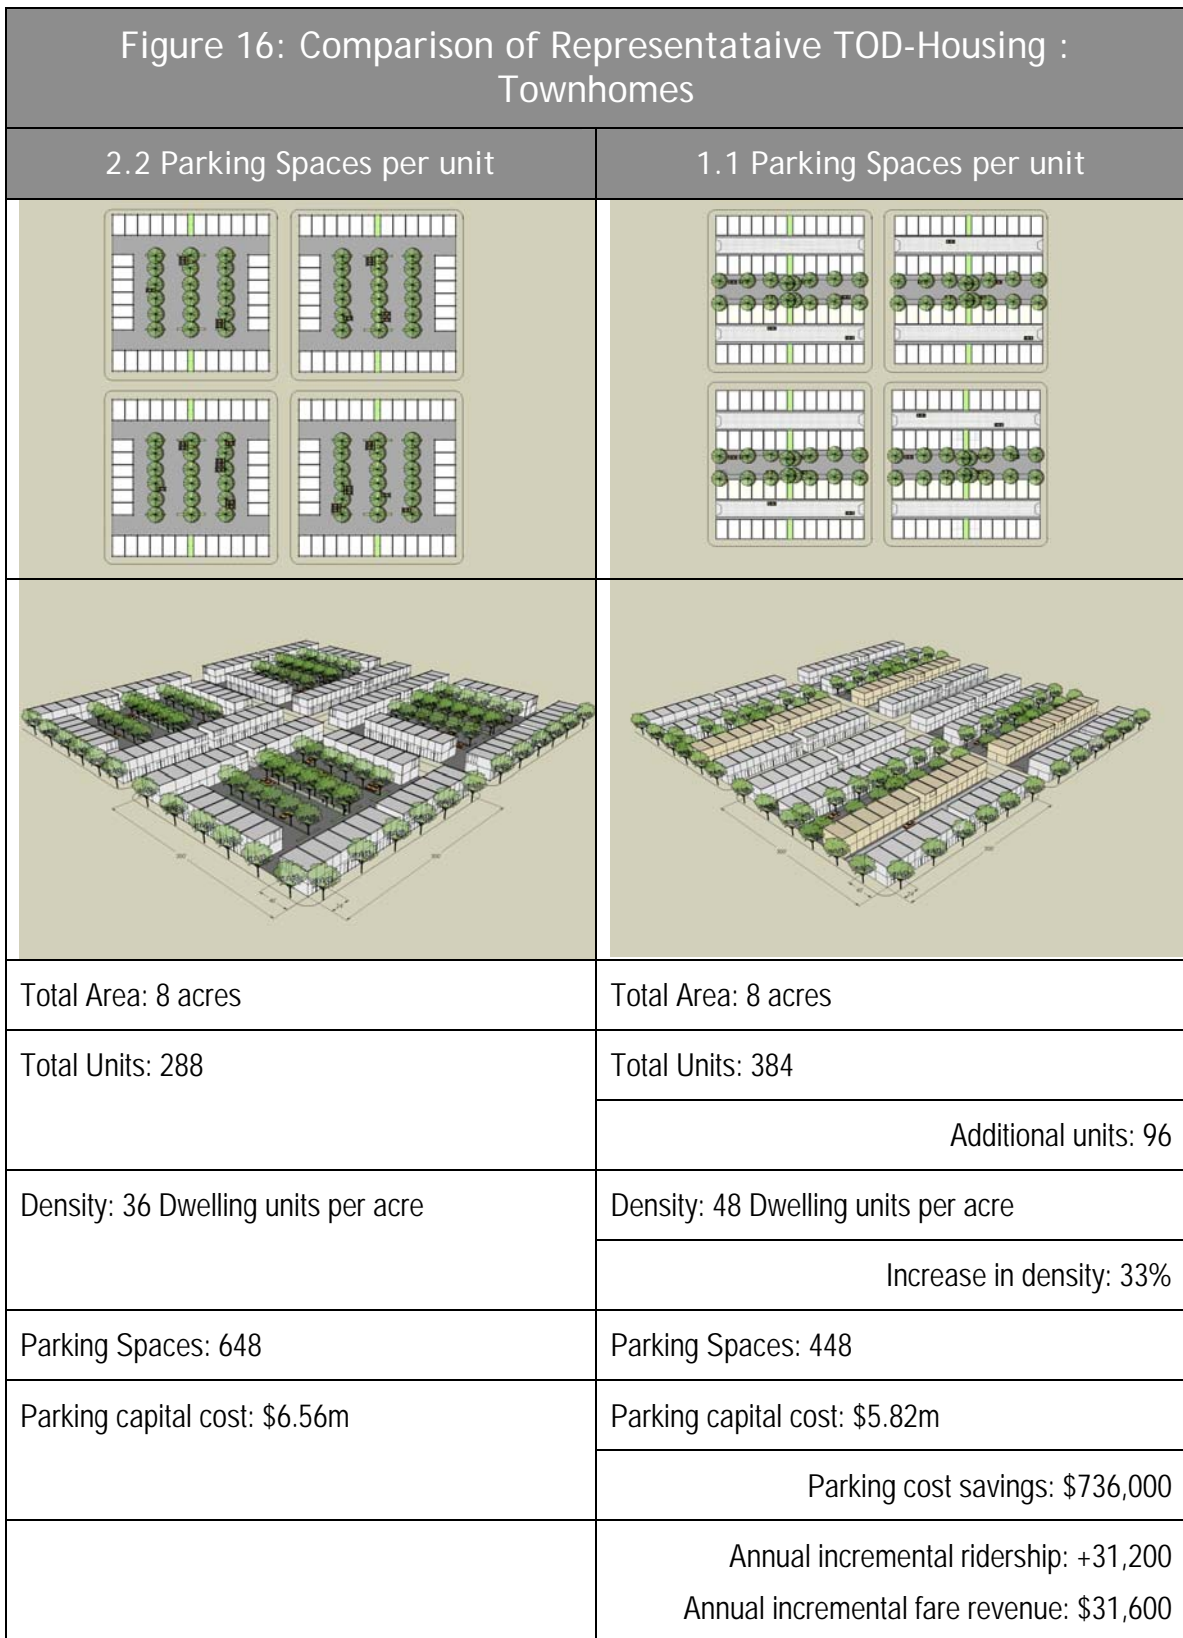 Figure 16: Comparison of Representataive TOD-Housing :
Townhomes
2.2 Parking Spaces per unit
1.1 Parking Spaces per unit
Total Area: 8 acres
Total Area: 8 acres
Total Units: 288
Total Units: 384
Additional units: 96
Density: 36 Dwelling units per acre
Density: 48 Dwelling units per acre
Increase in density: 33%
Parking Spaces: 648
Parking Spaces: 448
Parking capital cost: $6.56m
Parking capital cost: $5.82m
Parking cost savings: $736,000
Annual incremental ridership: +31,200
Annual incremental fare revenue: $31,600